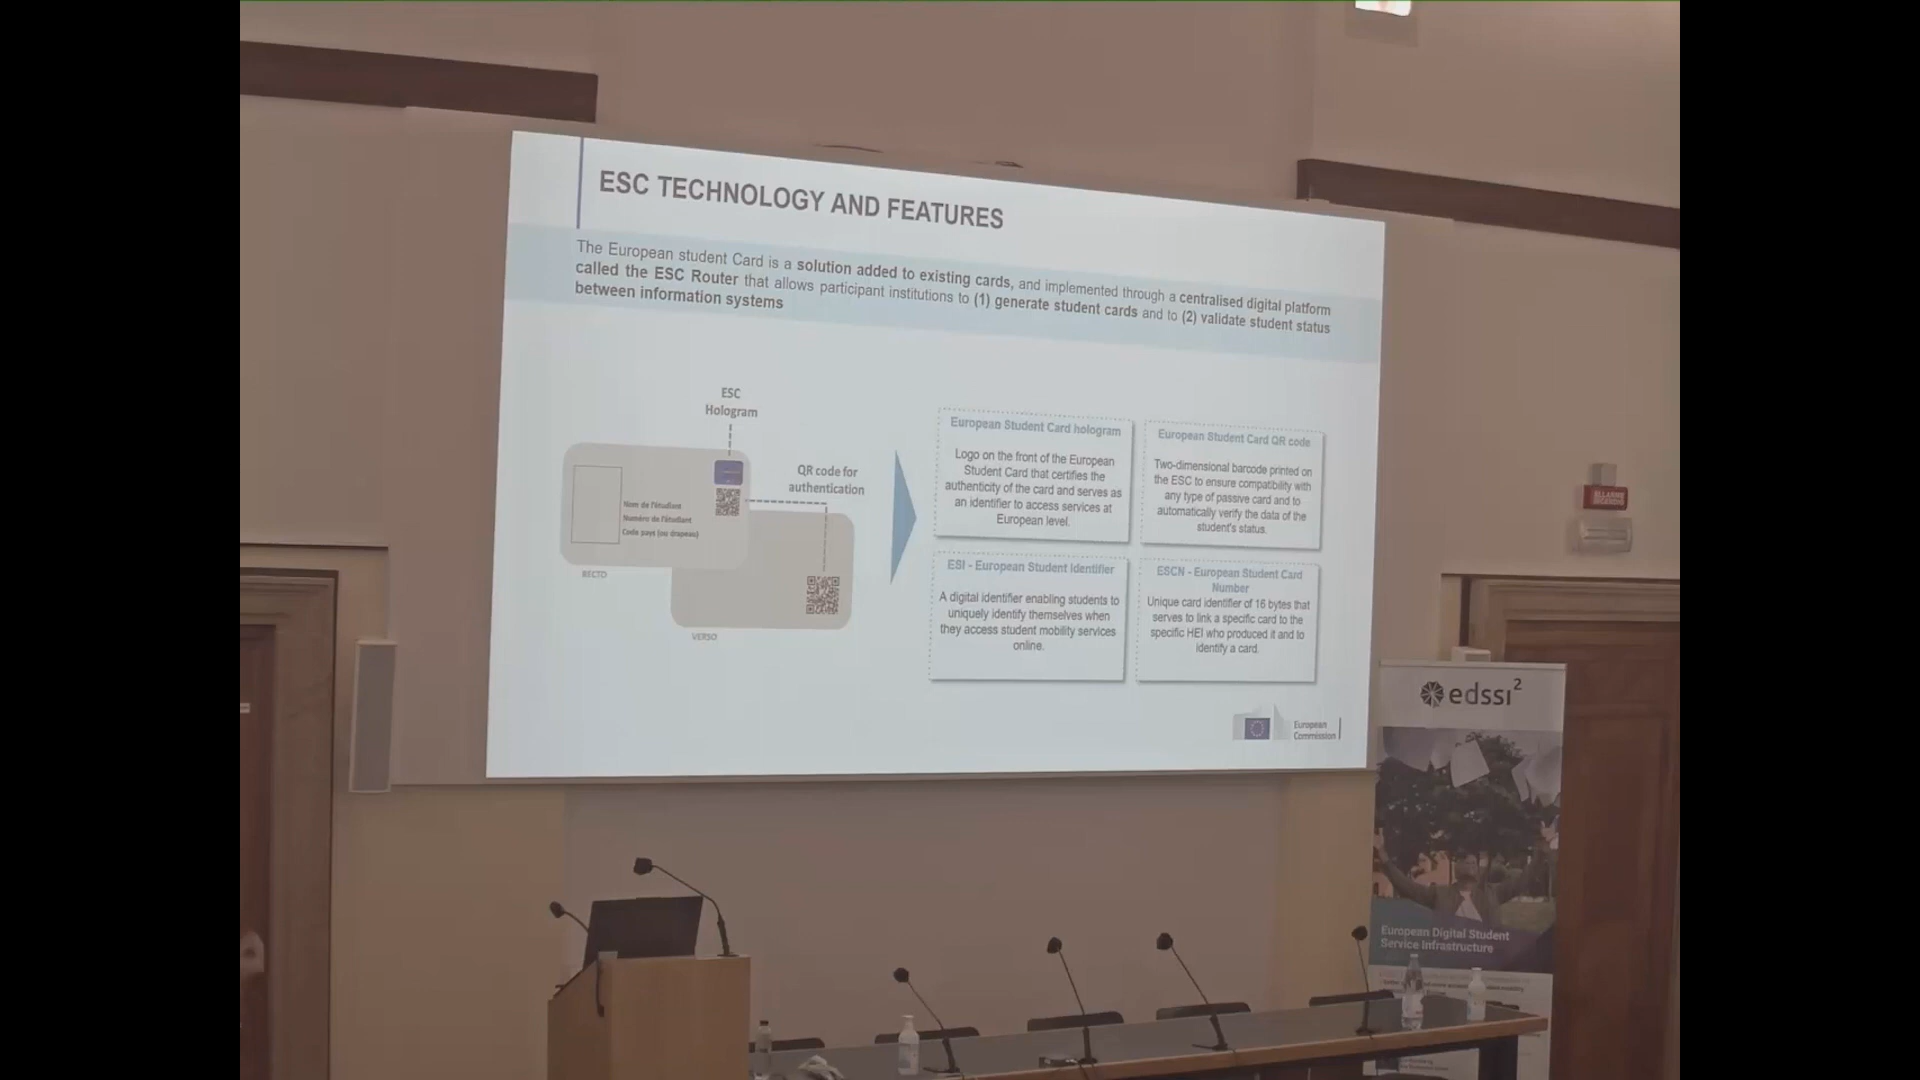 ESC TECHNOLOGY AND FEATURES
The European student Card is a solution added to existing cards, and implemented through a centralised digital platform
called the ESC Router that allows participant institutions to (1) generate student cards and to (2) validate student status
between information systems
ESC
Hologram
QR code for
authentication
Nom de l'étudiant
Numéro de l'étudiant
Code pays (ou drapeau)
RECTO
VERSO
European Student Card hologram
Logo on the front of the European
Student Card that certifies the
authenticity of the card and serves as
an identifier to access services at
European level.
European Student Card QR code
Two-dimensional barcode printed on
the ESC to ensure compatibility with
any type of passive card and to
automatically verify the data of the
student's status.
ESI - European Student Identifier
A digital identifier enabling students to
uniquely identify themselves when
they access student mobility services
online.
ESCN - European Student Card
Number
Unique card identifier of 16 bytes that
serves to link a specific card to the
specific HEI who produced it and to
identify a card.
European
Commission
edssi²
European Digital Student
Service Infrastructure